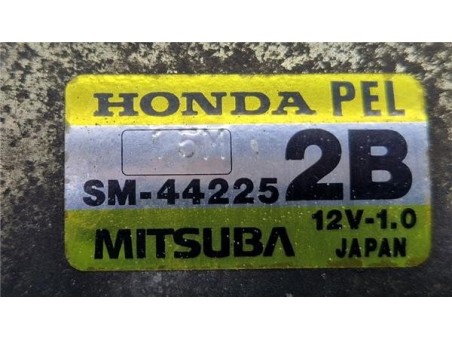 HONDA PEL
2B
SM-44225
12V-1.0
MITSUBA JAPAN